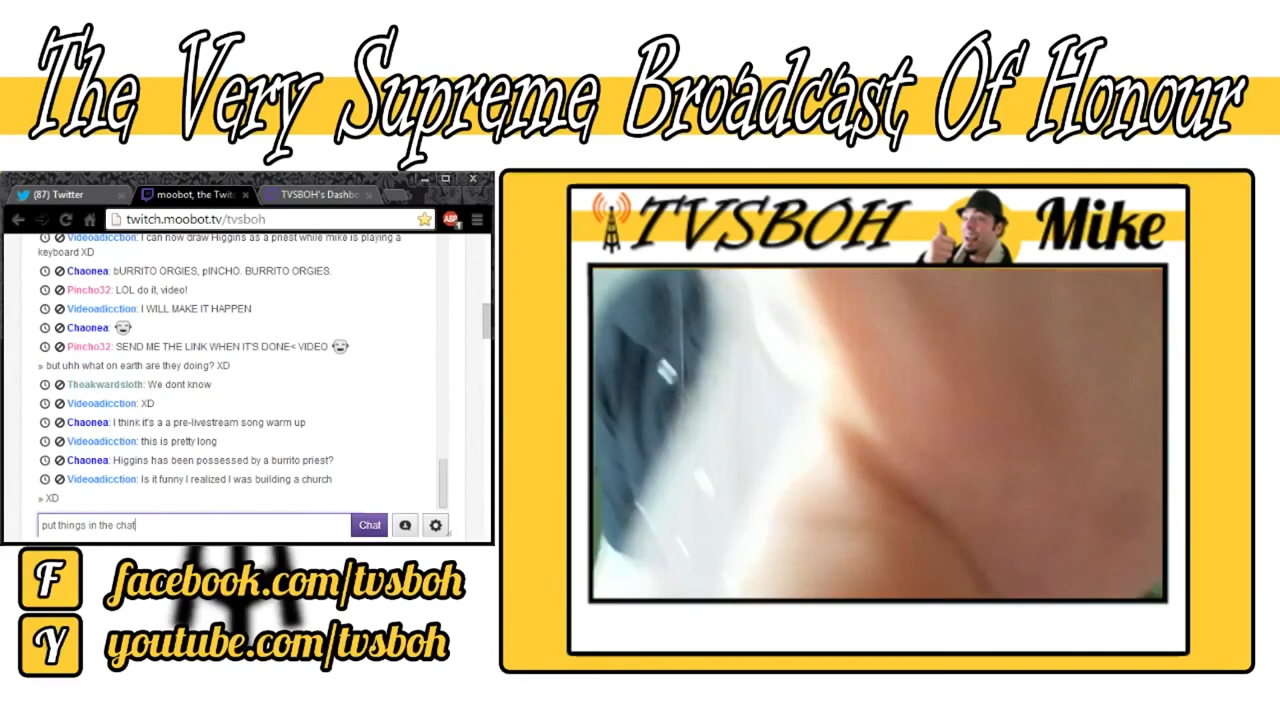 The Very Supreme Broadcast Of Honour
(87) Twitter
moobot, the Twit
TVSBOH's Dashbo
twitch.moobot.tv/tvsboh
ABP
1
Videoadicction: I can now draw Higgins as a priest while mike is playing a
keyboard XD
Chaonea: bURRITO ORGIES, pINCHO. BURRITO ORGIES.
Pincho32: LOL do it, video!
Videoadicction: I WILL MAKE IT HAPPEN
Chaonea:
Pincho32: SEND ME THE LINK WHEN IT'S DONE< VIDEO
» but uhh what on earth are they doing? XD
Theakwardsloth: We dont know
Videoadicction: XD
Chaonea: I think it's a a pre-livestream song warm up
Videoadicction: this is pretty long
Chaonea: Higgins has been possessed by a burrito priest?
Videoadicction: Is it funny I realized I was building a church
» XD
put things in the chat
Chat
F facebook.com/tvsboh
Y youtube.com/tvsboh
TVSBOH Mike